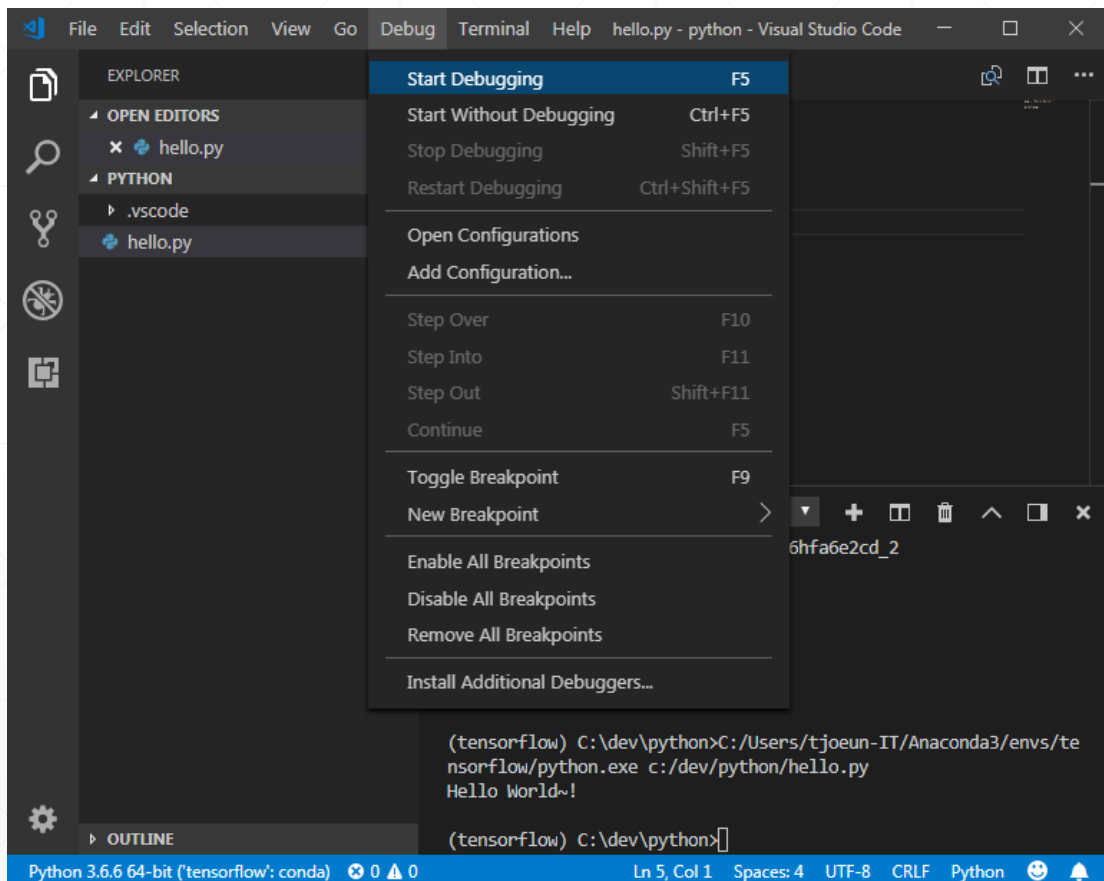 File Edit Selection View Go Debug Terminal Help hello.py - python - Visual Studio Code
EXPLORER
OPEN EDITORS
hello.py
PYTHON
.vscode
hello.py
OUTLINE
Start Debugging F5
Start Without Debugging Ctrl+F5
Stop Debugging Shift+F5
Restart Debugging Ctrl+Shift+F5
Open Configurations
Add Configuration...
Step Over F10
Step Into F11
Step Out Shift+F11
Continue F5
Toggle Breakpoint F9
New Breakpoint
Enable All Breakpoints
Disable All Breakpoints
Remove All Breakpoints
Install Additional Debuggers...
6hfa6e2cd_2
(tensorflow) C:\dev\python>C:/Users/tjoeun-IT/Anaconda3/envs/te
nsorflow/python.exe c:/dev/python/hello.py
Hello World~!
(tensorflow) C:\dev\python>
Python 3.6.6 64-bit ('tensorflow': conda) 0 0 Ln 5, Col 1 Spaces: 4 UTF-8 CRLF Python